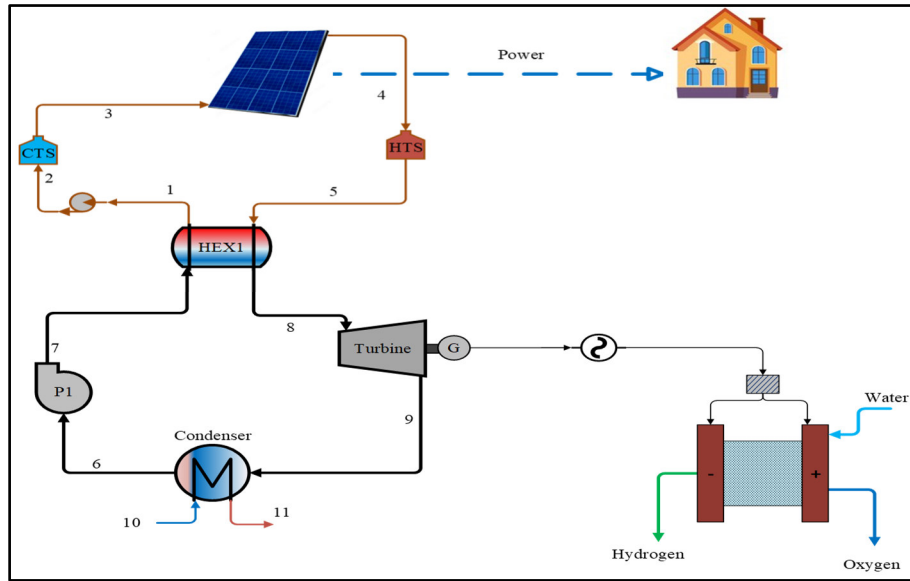 Power
4
3
CTS
HTS
2
1
5
HEX1
8
7
Turbine
G
P1
Water
9
Condenser
6
-
+
10
11
Hydrogen
Oxygen